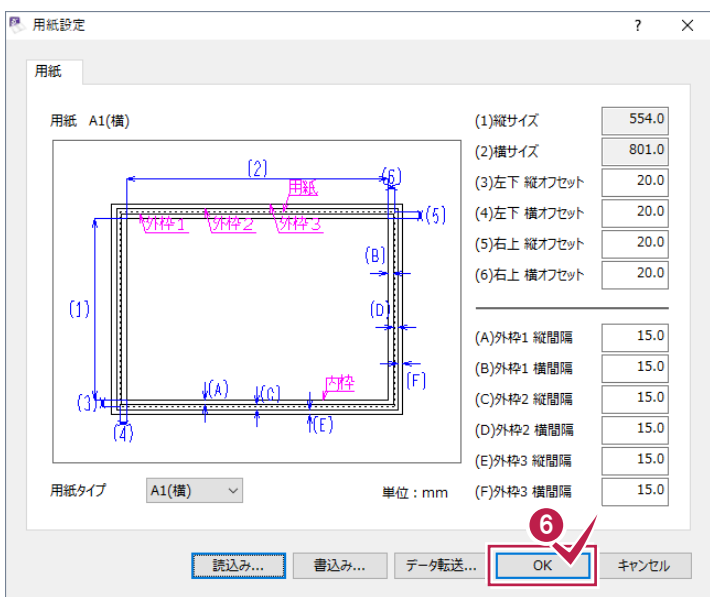 用紙設定
? ×
用紙
用紙 A1(横)
(2)
(6)
用紙
外枠1
外枠2
外枠3
(5)
(B)
(1)
(D)
(A)
(C)
内枠
(F)
(3)
(4)
(E)
用紙タイプ A1(横) 単位：mm
(1)縦サイズ 554.0
(2)横サイズ 801.0
(3)左下 縦オフセット 20.0
(4)左下 横オフセット 20.0
(5)右上 縦オフセット 20.0
(6)右上 横オフセット 20.0
(A)外枠1 縦間隔 15.0
(B)外枠1 横間隔 15.0
(C)外枠2 縦間隔 15.0
(D)外枠2 横間隔 15.0
(E)外枠3 縦間隔 15.0
(F)外枠3 横間隔 15.0
6
読込み... 書込み... データ転送... OK キャンセル